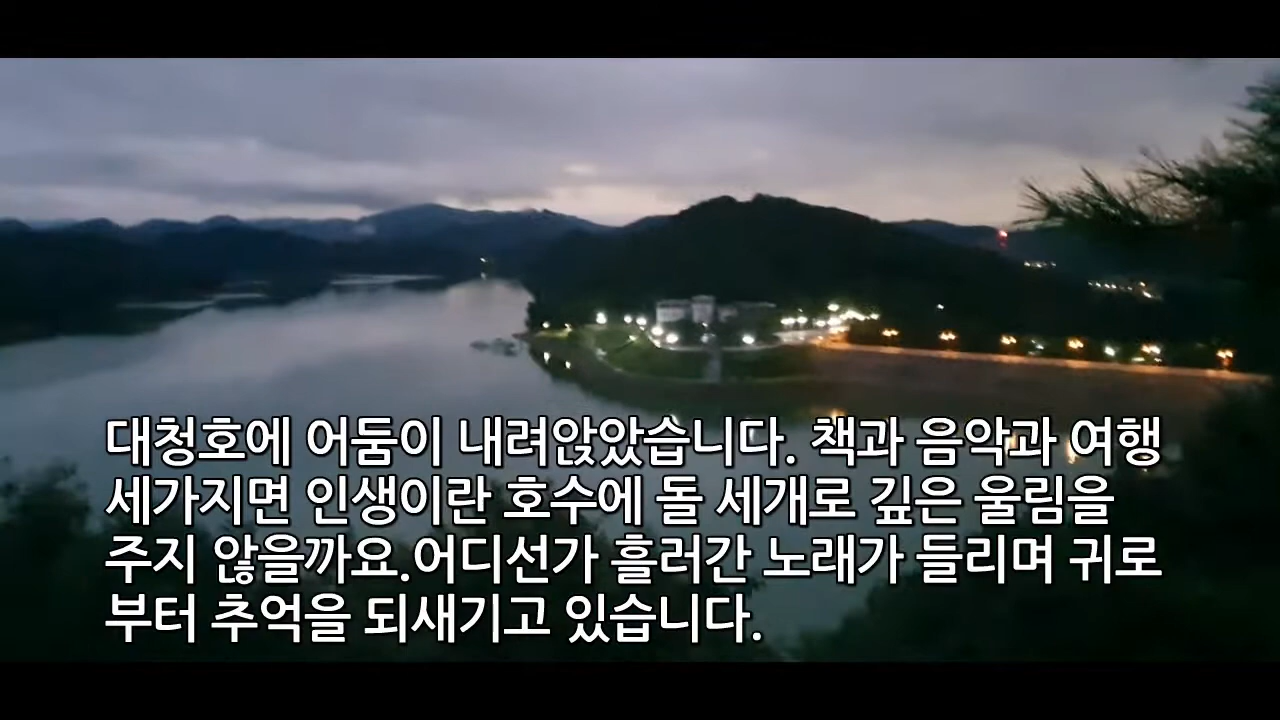 대청호에 어둠이 내려앉았습니다. 책과 음악과 여행
세가지면 인생이란 호수에 돌 세개로 깊은 울림을
주지 않을까요.어디선가 흘러간 노래가 들리며 귀로
부터 추억을 되새기고 있습니다.